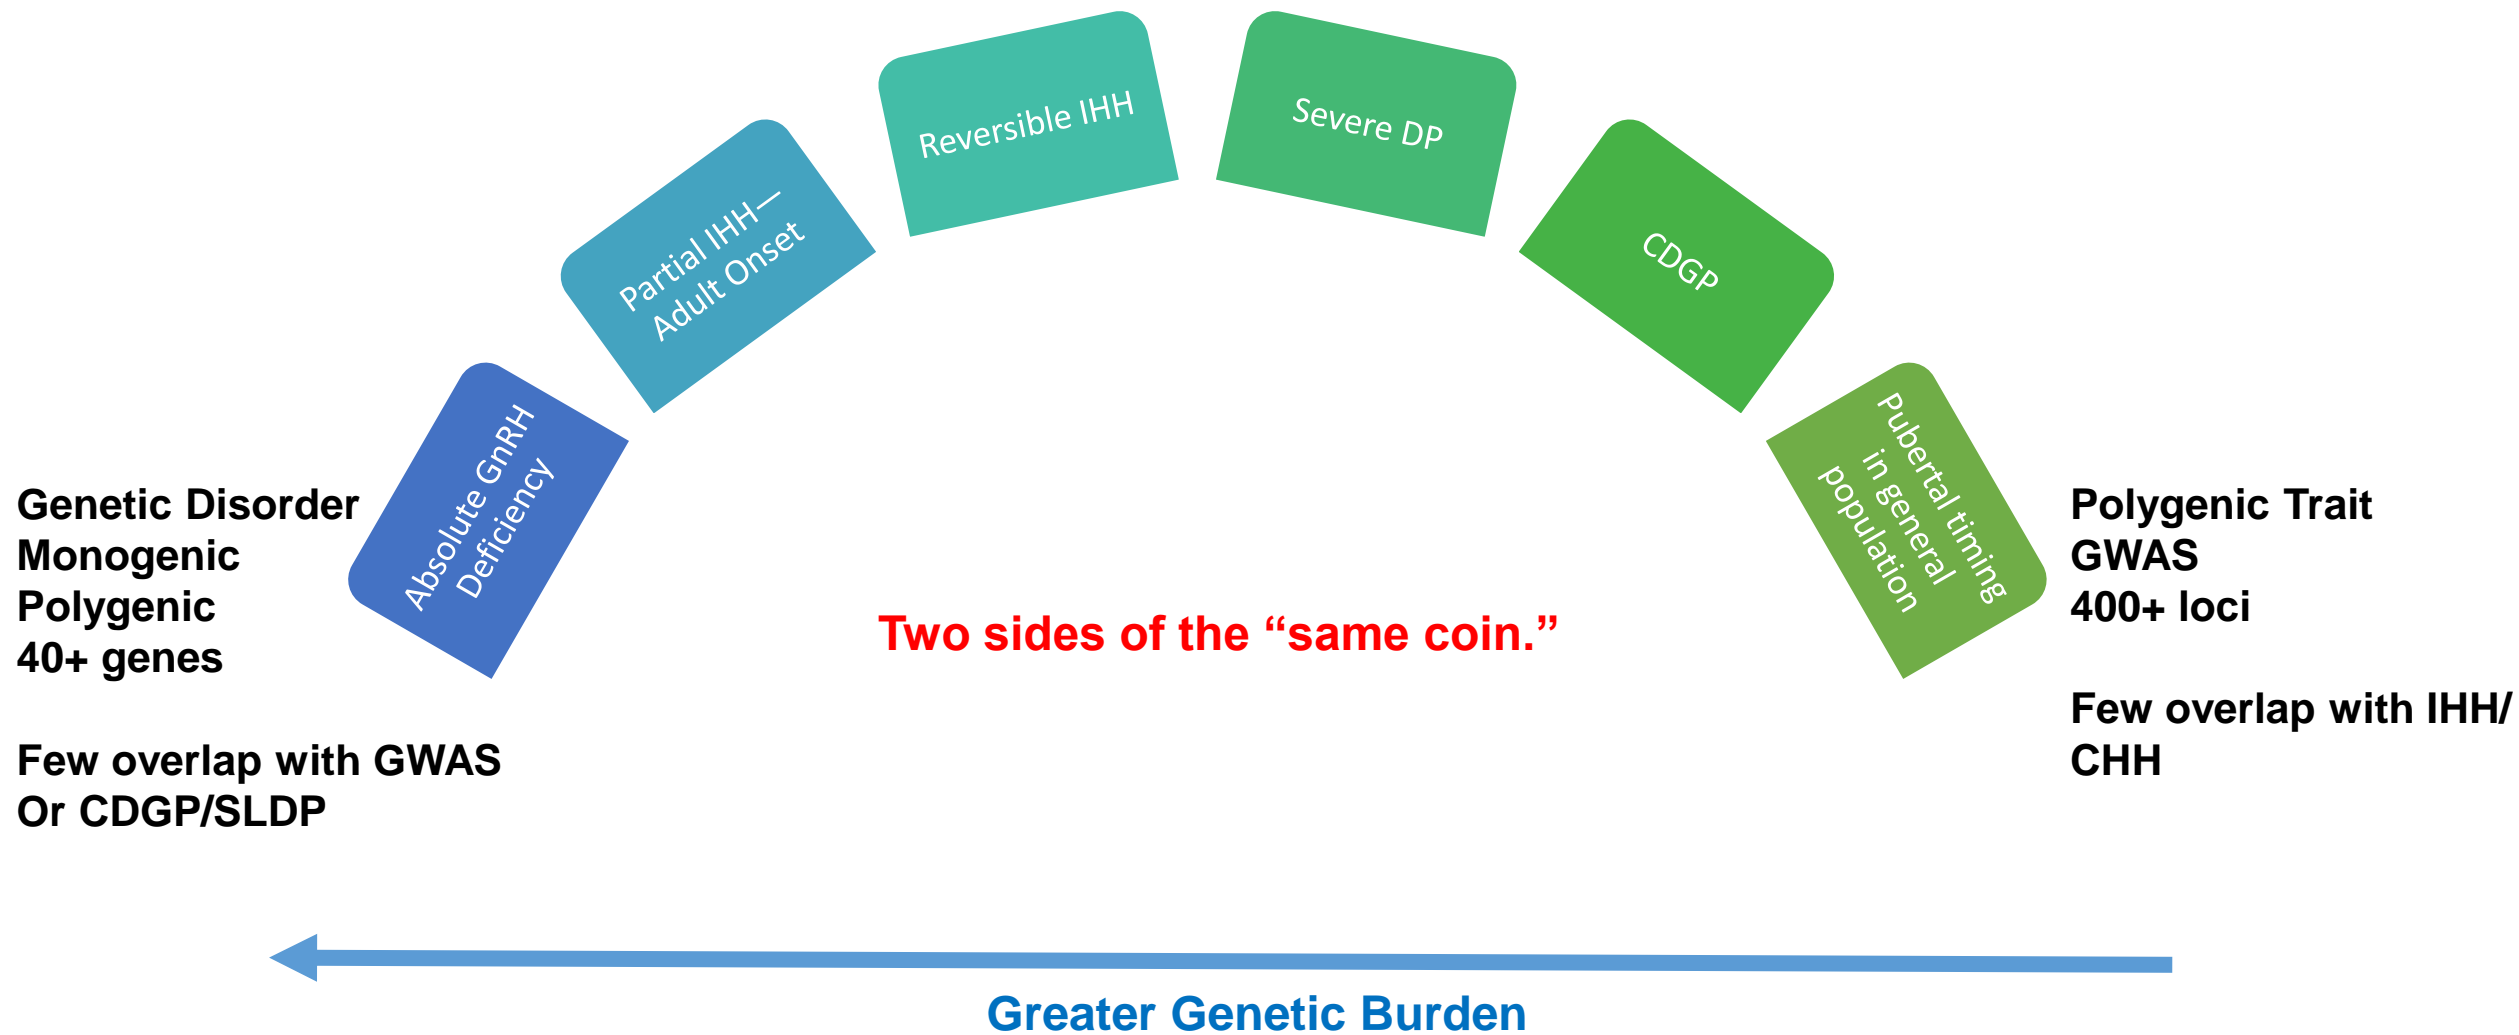 Reversible IHH
Severe DP
Partial IHH—
Adult Onset
CDGP
Absolute GnRH
Deficiency
Pubertal timing
in general
population
Genetic Disorder
Monogenic
Polygenic
40+ genes
Few overlap with GWAS
Or CDGP/SLDP
Two sides of the “same coin.”
Polygenic Trait
GWAS
400+ loci
Few overlap with IHH/
CHH
Greater Genetic Burden